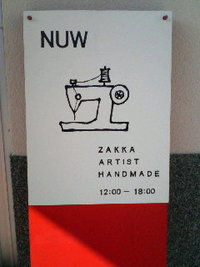 NUW
ZAKKA
ARTIST
HANDMADE
12:00 – 18:00